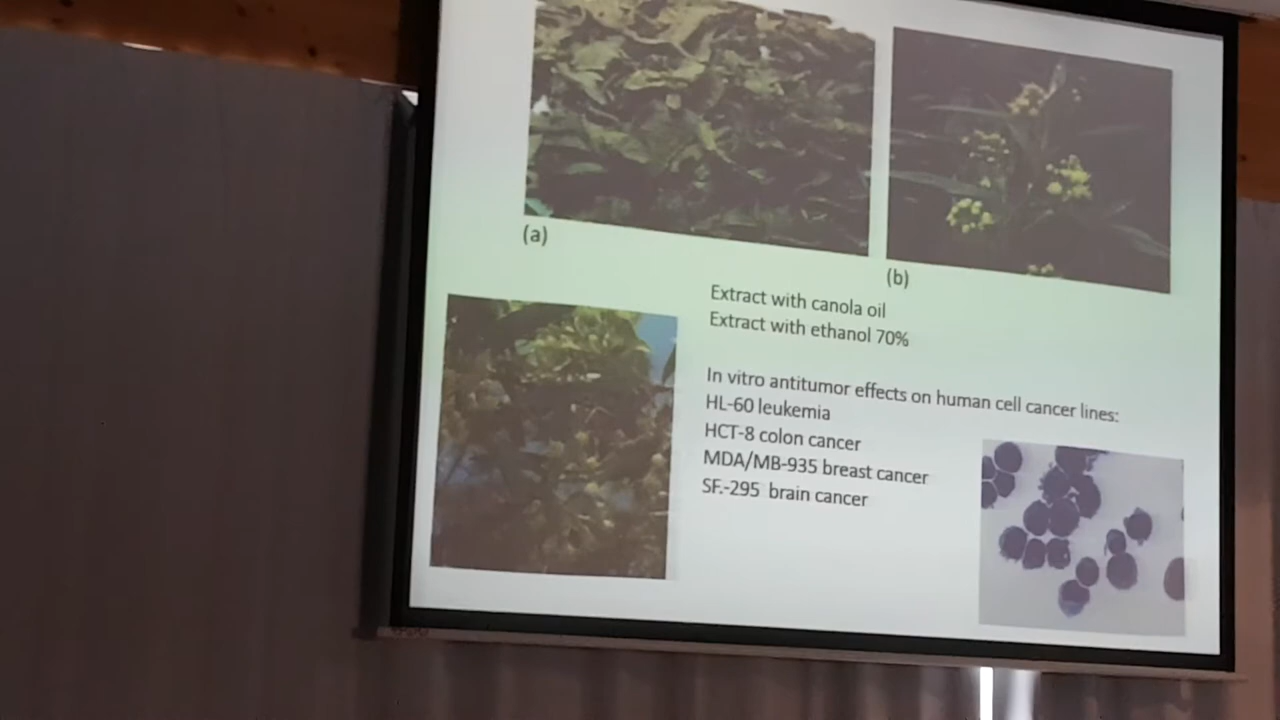 (a)
(b)
Extract with canola oil
Extract with ethanol 70%
In vitro antitumor effects on human cell cancer lines:
HL-60 leukemia
HCT-8 colon cancer
MDA/MB-935 breast cancer
SF.-295 brain cancer